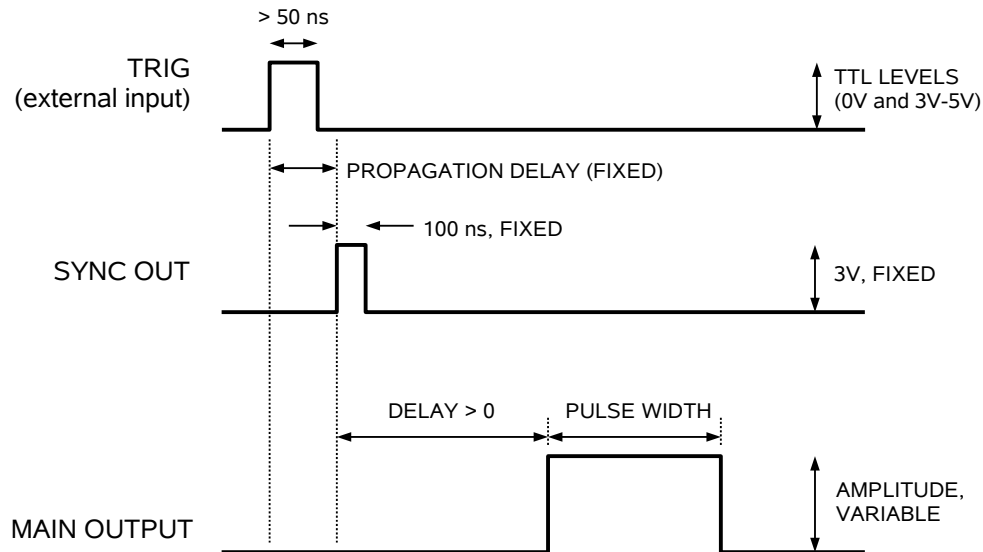 > 50 ns
TRIG
(external input)
TTL LEVELS
(0V and 3V-5V)
PROPAGATION DELAY (FIXED)
100 ns, FIXED
SYNC OUT
3V, FIXED
DELAY > 0
PULSE WIDTH
AMPLITUDE,
VARIABLE
MAIN OUTPUT